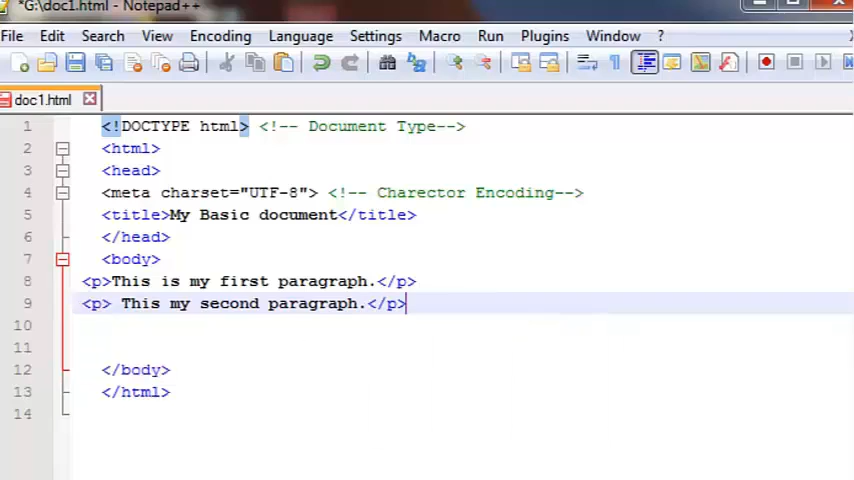 *G:\doc1.html - Notepad++
File Edit Search View Encoding Language Settings Macro Run Plugins Window ?
doc1.html
1 <!DOCTYPE html> <!-- Document Type-->
2 <html>
3 <head>
4 <meta charset="UTF-8"> <!-- Charector Encoding-->
5 <title>My Basic document</title>
6 </head>
7 <body>
8 <p>This is my first paragraph.</p>
9 <p> This my second paragraph.</p>
10
11
12 </body>
13 </html>
14